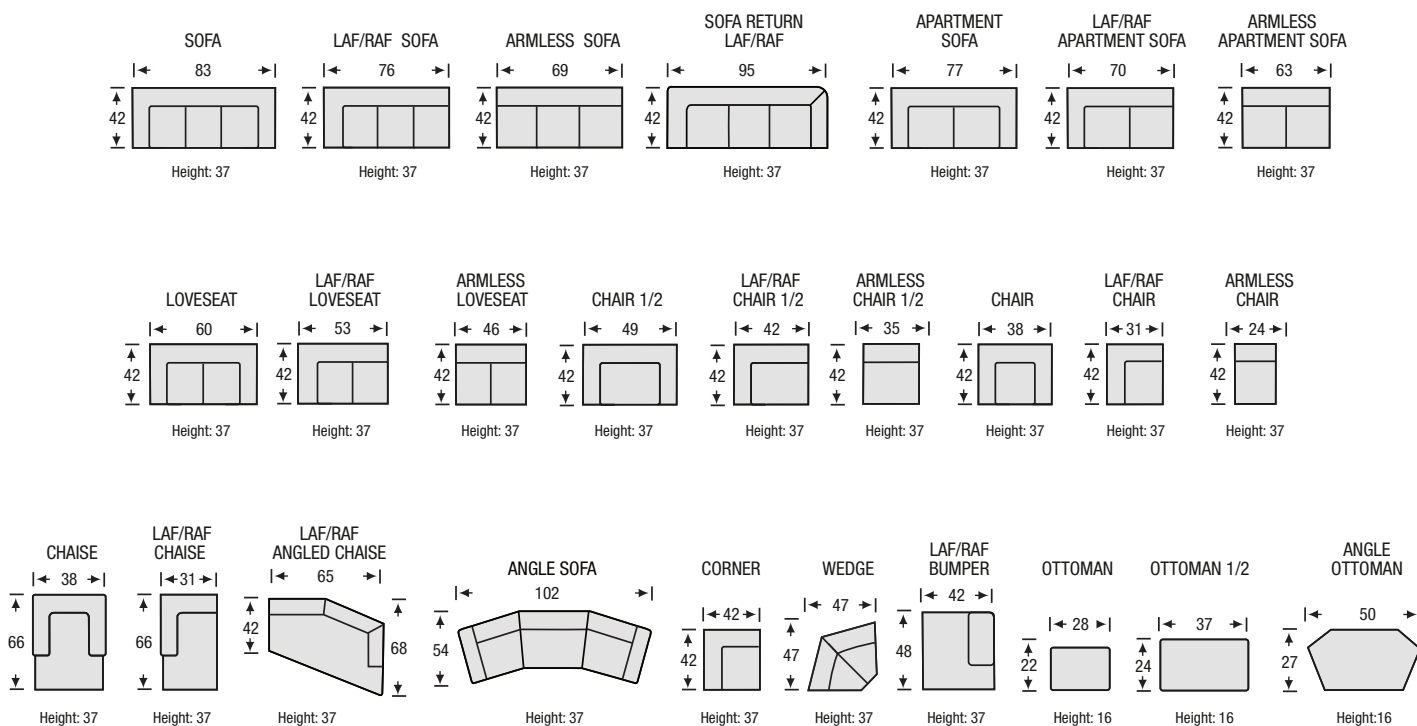 SOFA
83
42
Height: 37
LAF/RAF SOFA
76
42
Height: 37
ARMLESS SOFA
69
42
Height: 37
SOFA RETURN
LAF/RAF
95
42
Height: 37
APARTMENT
SOFA
77
42
Height: 37
LAF/RAF
APARTMENT SOFA
70
42
Height: 37
ARMLESS
APARTMENT SOFA
63
42
Height: 37
LOVESEAT
60
42
Height: 37
LAF/RAF
LOVESEAT
53
42
Height: 37
ARMLESS
LOVESEAT
46
42
Height: 37
CHAIR 1/2
49
42
Height: 37
LAF/RAF
CHAIR 1/2
42
42
Height: 37
ARMLESS
CHAIR 1/2
35
42
Height: 37
CHAIR
38
42
Height: 37
LAF/RAF
CHAIR
31
42
Height: 37
ARMLESS
CHAIR
24
42
Height: 37
CHAISE
38
66
Height: 37
LAF/RAF
CHAISE
31
66
Height: 37
LAF/RAF
ANGLED CHAISE
65
42
68
Height: 37
ANGLE SOFA
102
54
Height: 37
CORNER
42
42
Height: 37
WEDGE
47
47
Height: 37
LAF/RAF
BUMPER
42
48
Height: 37
OTTOMAN
28
22
Height: 16
OTTOMAN 1/2
37
24
Height: 16
ANGLE
OTTOMAN
50
27
Height:16